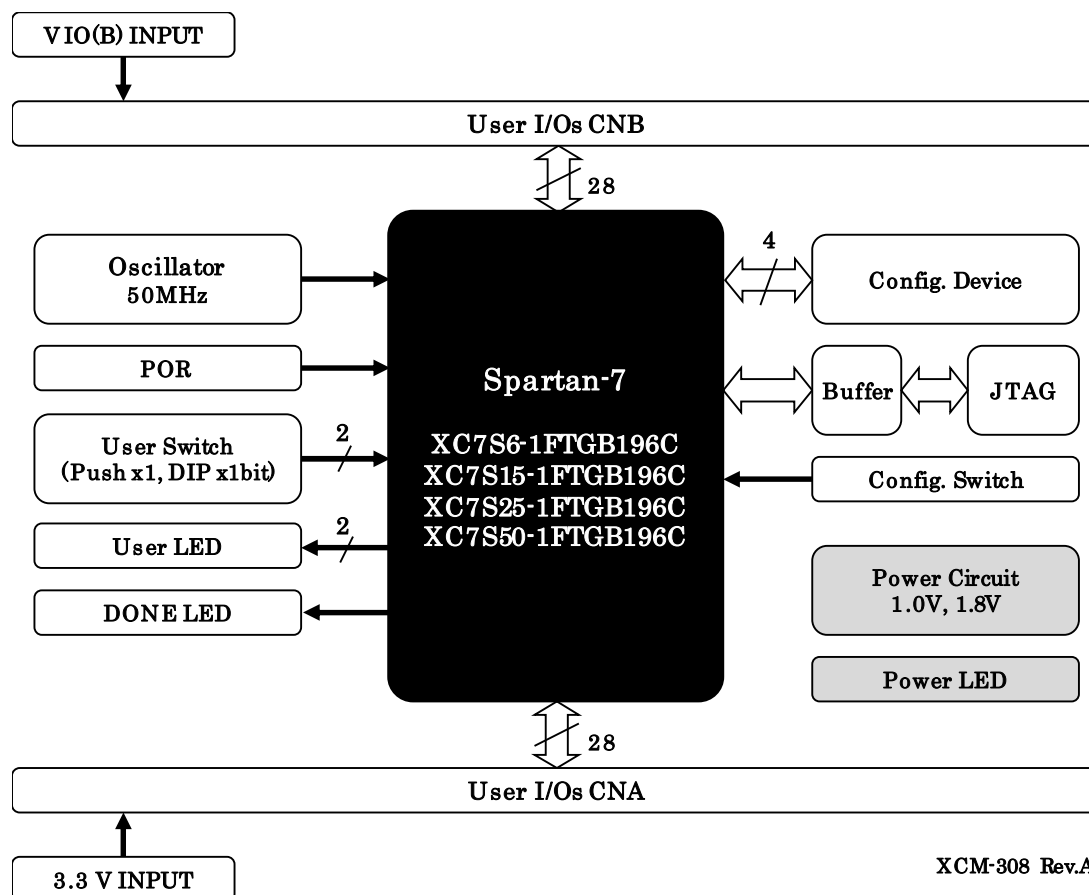 VIO(B) INPUT
User I/Os CNB
28
Oscillator
50MHz
4
Config. Device
POR
Buffer
JTAG
User Switch
(Push x1, DIP x1bit)
2
Config. Switch
User LED
2
DONE LED
Spartan-7
XC7S6-1FTGB196C
XC7S15-1FTGB196C
XC7S25-1FTGB196C
XC7S50-1FTGB196C
Power Circuit
1.0V, 1.8V
Power LED
28
User I/Os CNA
3.3 V INPUT
XCM-308 Rev.A